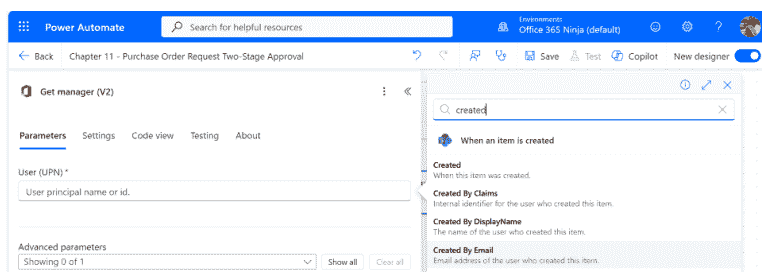 Power Automate
Search for helpful resources
Environments
Office 365 Ninja (default)
Back
Chapter 11 - Purchase Order Request Two-Stage Approval
Save
Test
Copilot
New designer
Get manager (V2)
Parameters
Settings
Code view
Testing
About
User (UPN) *
User principal name or id.
Advanced parameters
Showing 0 of 1
Show all
Clear all
created
When an item is created
Created
When this item was created.
Created By Claims
Internal identifier for the user who created this item.
Created By DisplayName
The name of the user who created this item.
Created By Email
Email address of the user who created this item.